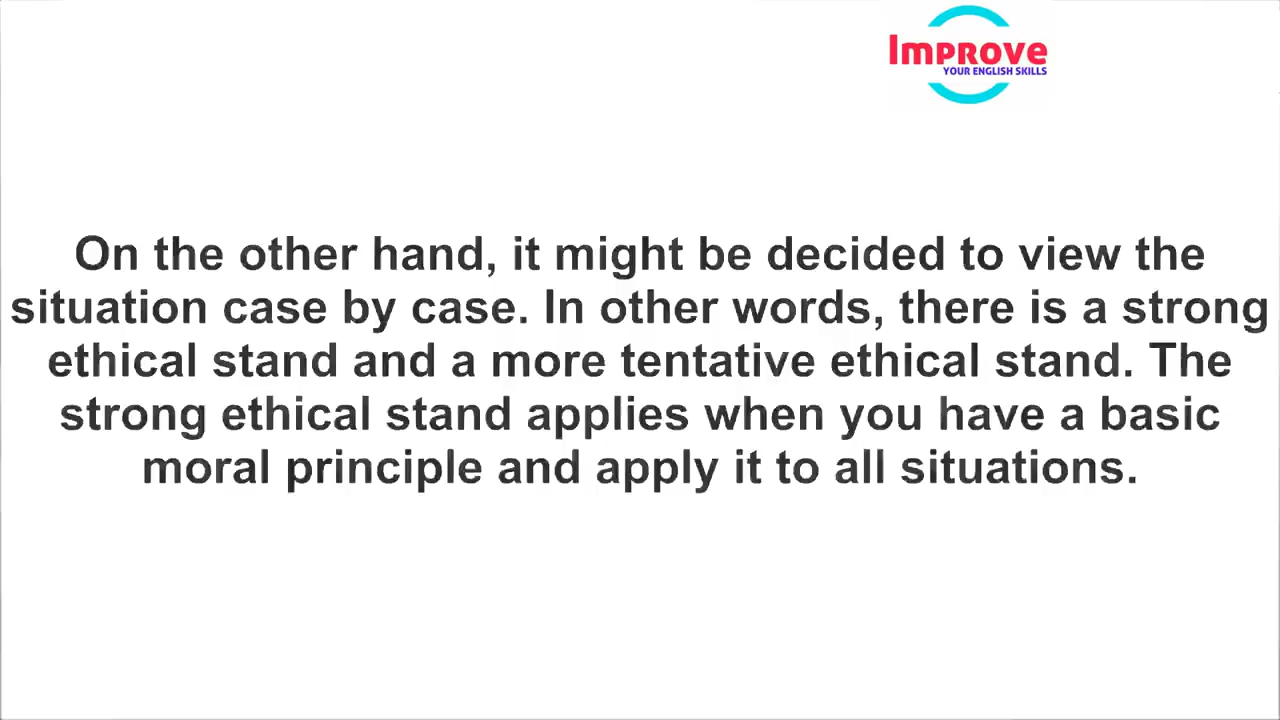 Improve
YOUR ENGLISH SKILLS
On the other hand, it might be decided to view the
situation case by case. In other words, there is a strong
ethical stand and a more tentative ethical stand. The
strong ethical stand applies when you have a basic
moral principle and apply it to all situations.